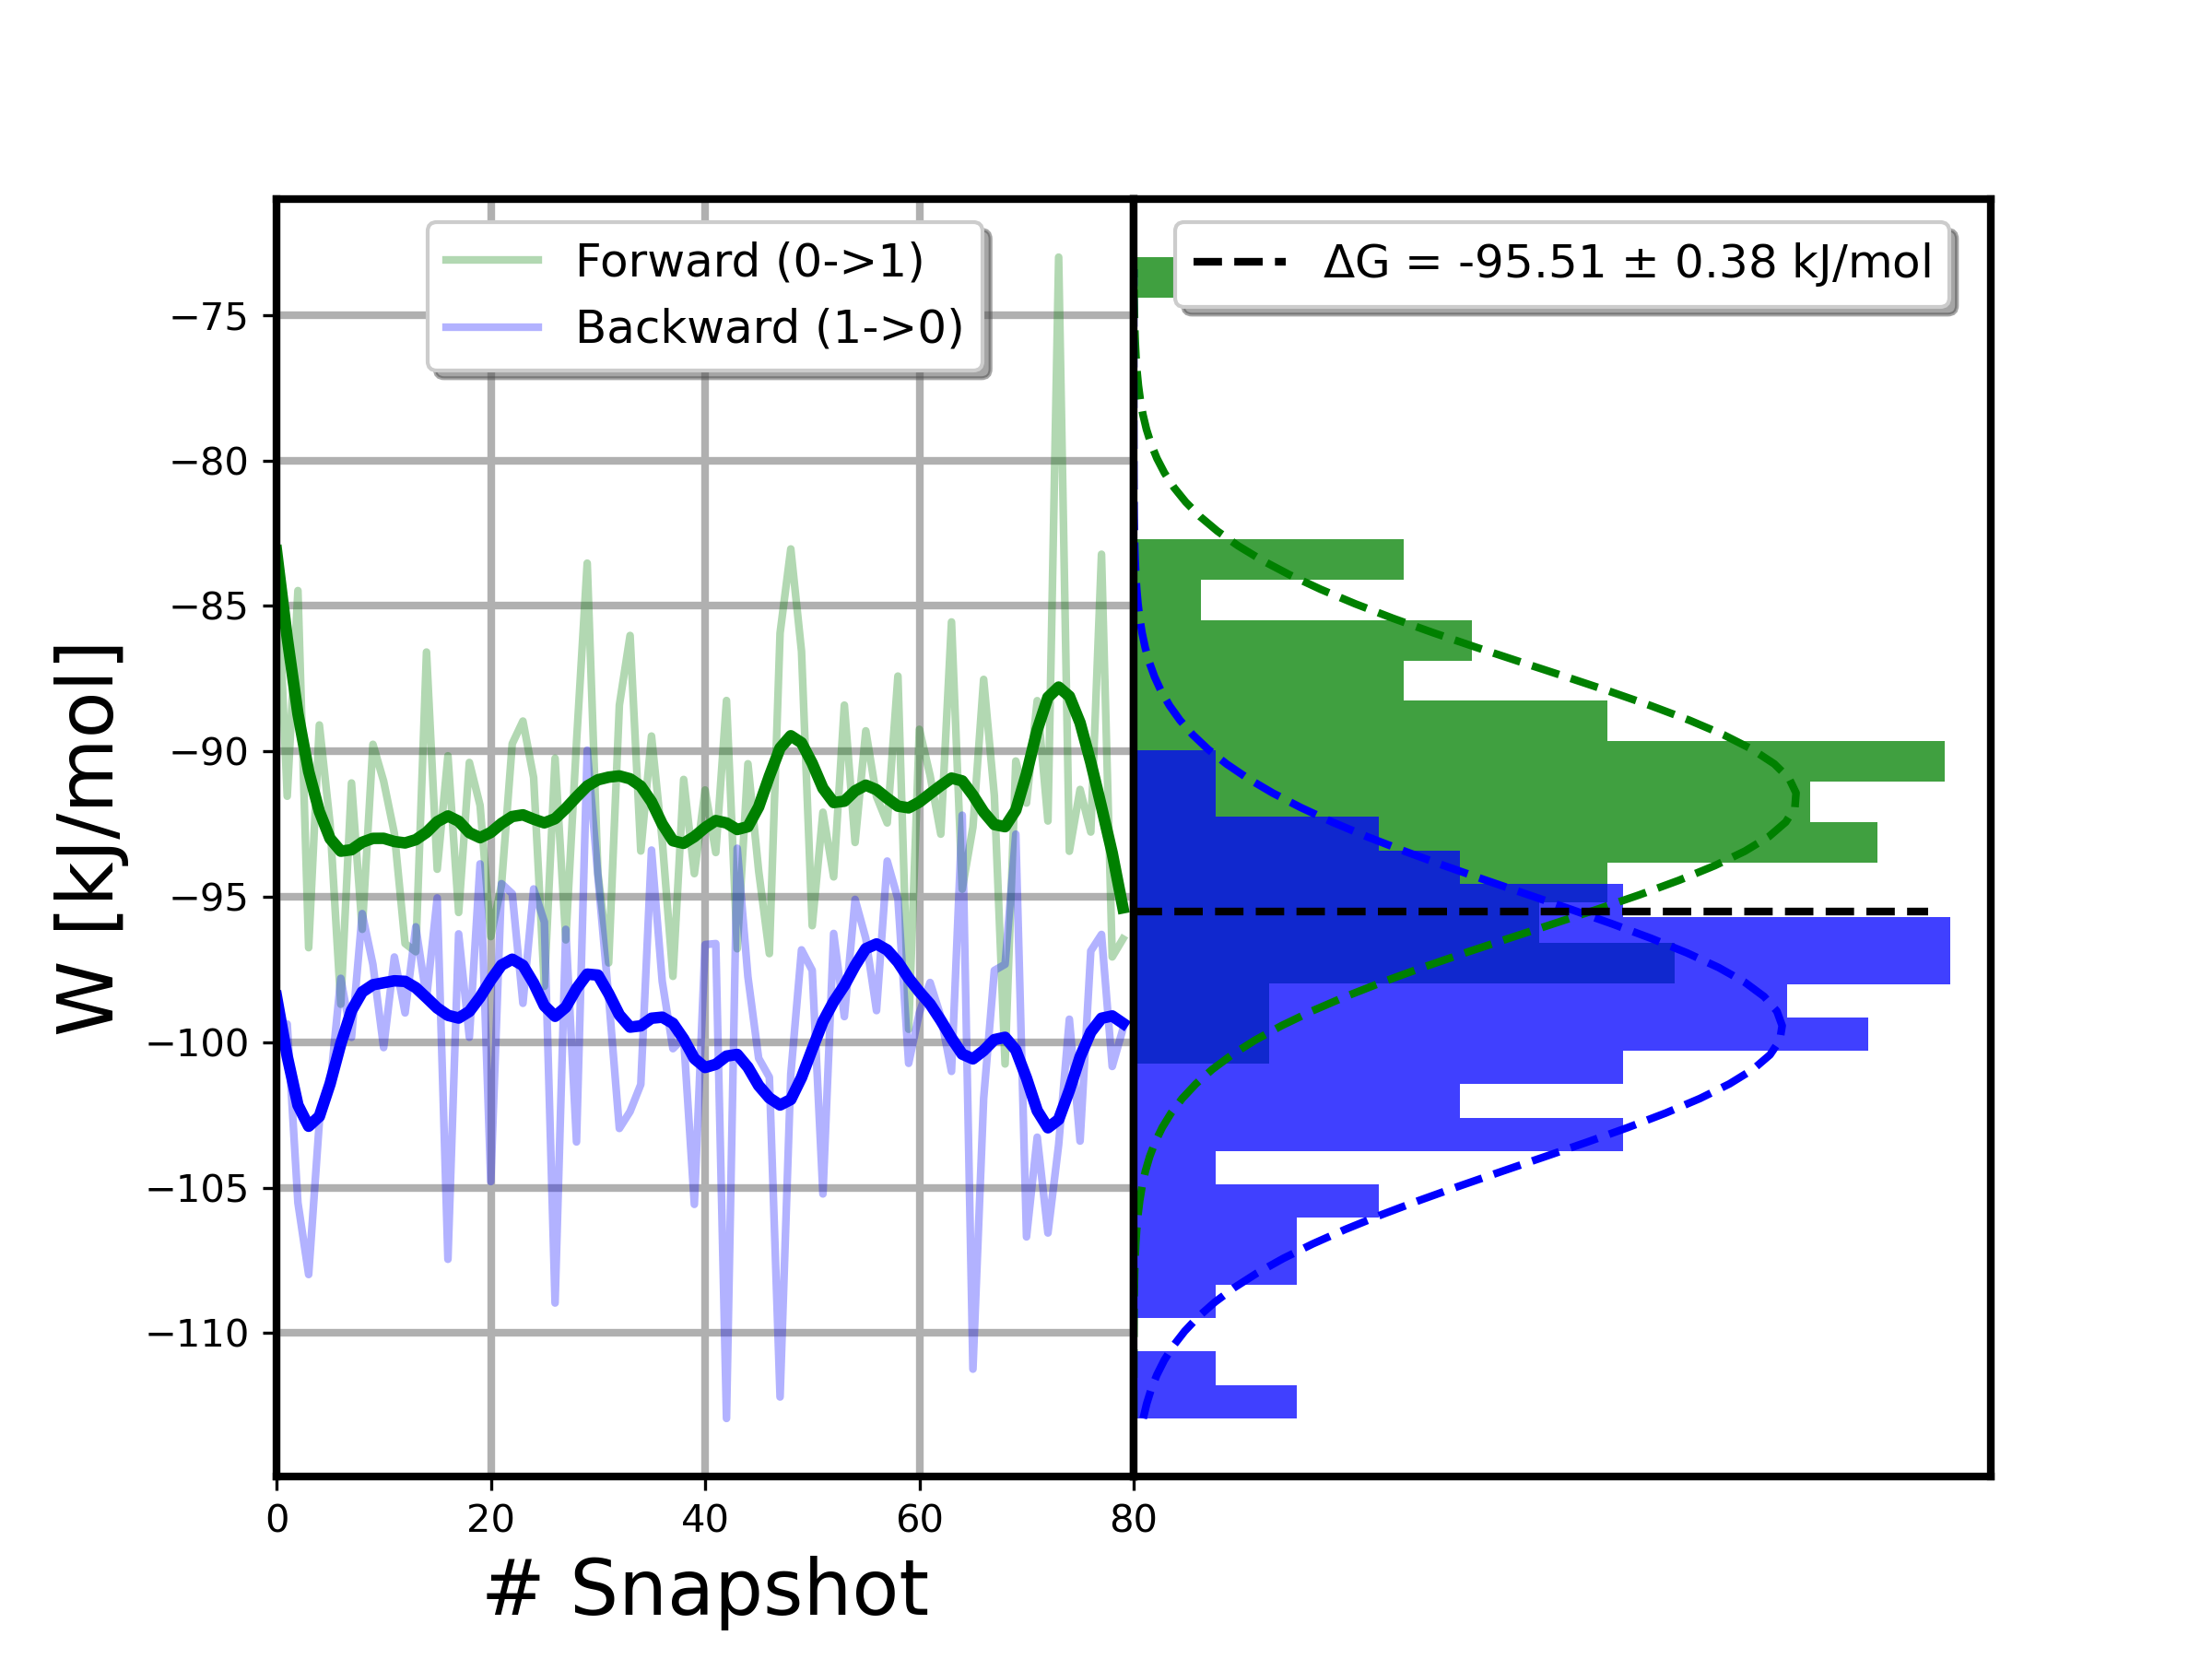 Forward (0->1)
Backward (1->0)
ΔG = -95.51 ± 0.38 kJ/mol
W [kJ/mol]
−75
−80
−85
−90
−95
−100
−105
−110
0 20 40 60 80
# Snapshot